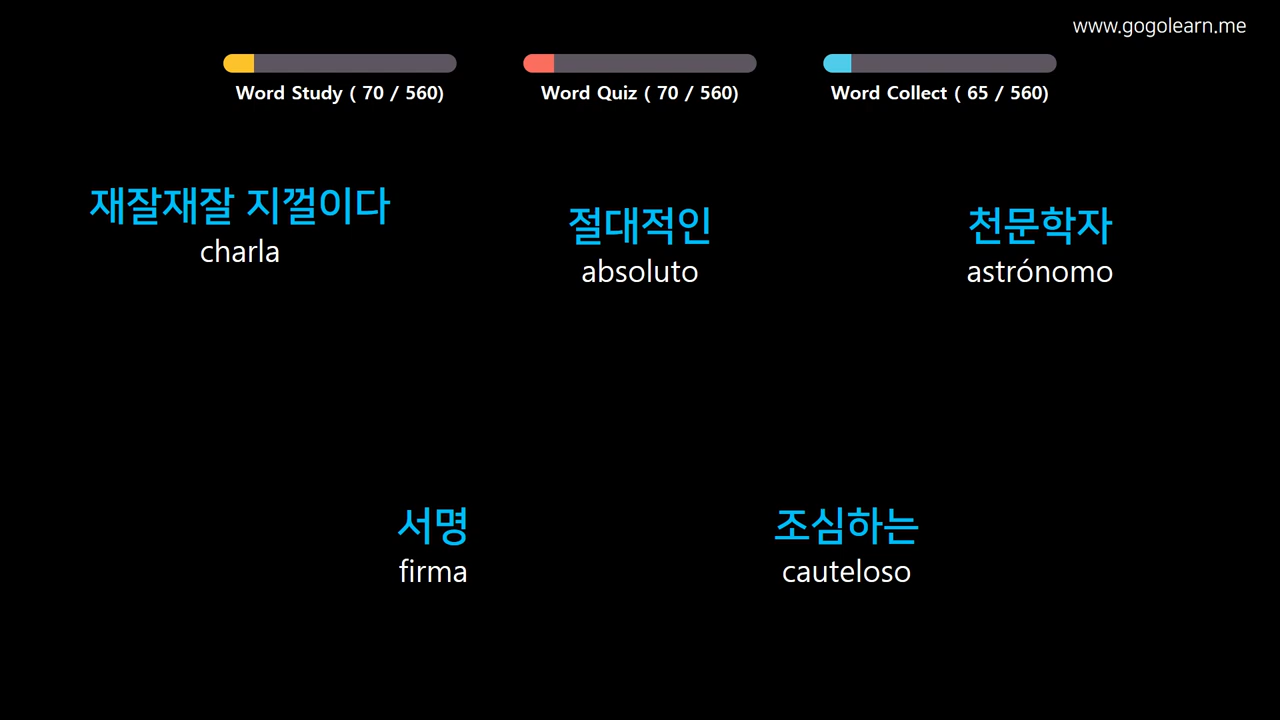 www.gogolearn.me
Word Study ( 70 / 560)
Word Quiz ( 70 / 560)
Word Collect ( 65 / 560)
재잘재잘 지껄이다
charla
절대적인
absoluto
천문학자
astrónomo
서명
firma
조심하는
cauteloso